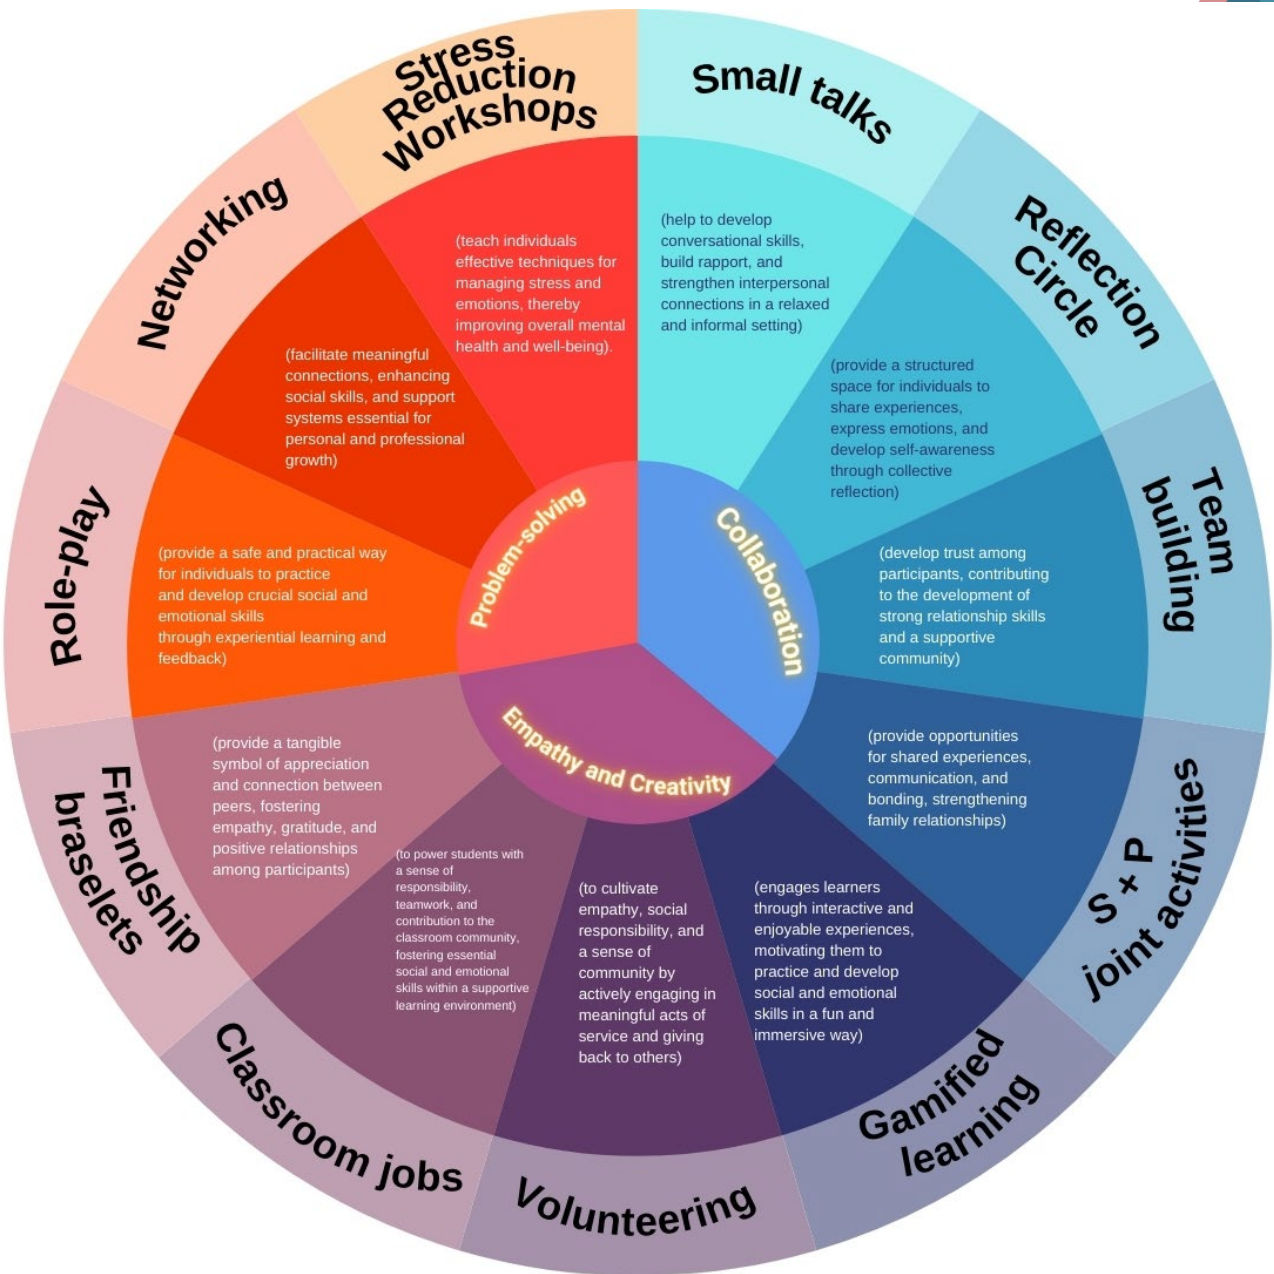 Stress
Reduction
Workshops
(teach individuals
effective techniques for
managing stress and
emotions, thereby
improving overall mental
health and well-being).
Small talks
(help to develop
conversational skills,
build rapport, and
strengthen interpersonal
connections in a relaxed
and informal setting)
Reflection
Circle
(provide a structured
space for individuals to
share experiences,
express emotions, and
develop self-awareness
through collective
reflection)
Team
building
(develop trust among
participants, contributing
to the development of
strong relationship skills
and a supportive
community)
S + P
joint activities
(provide opportunities
for shared experiences,
communication, and
bonding, strengthening
family relationships)
Gamified
learning
(engages learners
through interactive and
enjoyable experiences,
motivating them to
practice and develop
social and emotional
skills in a fun and
immersive way)
Volunteering
(to cultivate
empathy, social
responsibility, and
a sense of
community by
actively engaging in
meaningful acts of
service and giving
back to others)
Classroom jobs
(to power students with
a sense of
responsibility,
teamwork, and
contribution to the
classroom community,
fostering essential
social and emotional
skills within a supportive
learning environment)
Friendship
braselets
(provide a tangible
symbol of appreciation
and connection between
peers, fostering
empathy, gratitude, and
positive relationships
among participants)
Role-play
(provide a safe and practical way
for individuals to practice
and develop crucial social and
emotional skills
through experiential learning and
feedback)
Networking
(facilitate meaningful
connections, enhancing
social skills, and support
systems essential for
personal and professional
growth)
Problem-solving
Collaboration
Empathy and Creativity